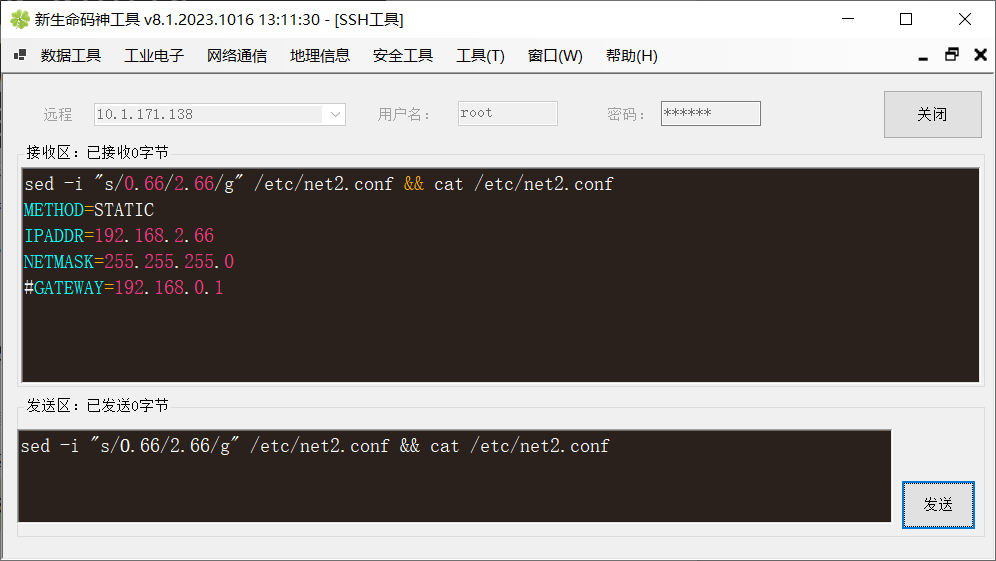 新生命码神工具 v8.1.2023.1016 13:11:30 - [SSH工具]
数据工具 工业电子 网络通信 地理信息 安全工具 工具(T) 窗口(W) 帮助(H)
远程 10.1.171.138 用户名: root 密码: ****** 关闭
接收区：已接收0字节
sed -i "s/0.66/2.66/g" /etc/net2.conf && cat /etc/net2.conf
METHOD=STATIC
IPADDR=192.168.2.66
NETMASK=255.255.255.0
#GATEWAY=192.168.0.1
发送区：已发送0字节
sed -i "s/0.66/2.66/g" /etc/net2.conf && cat /etc/net2.conf
发送